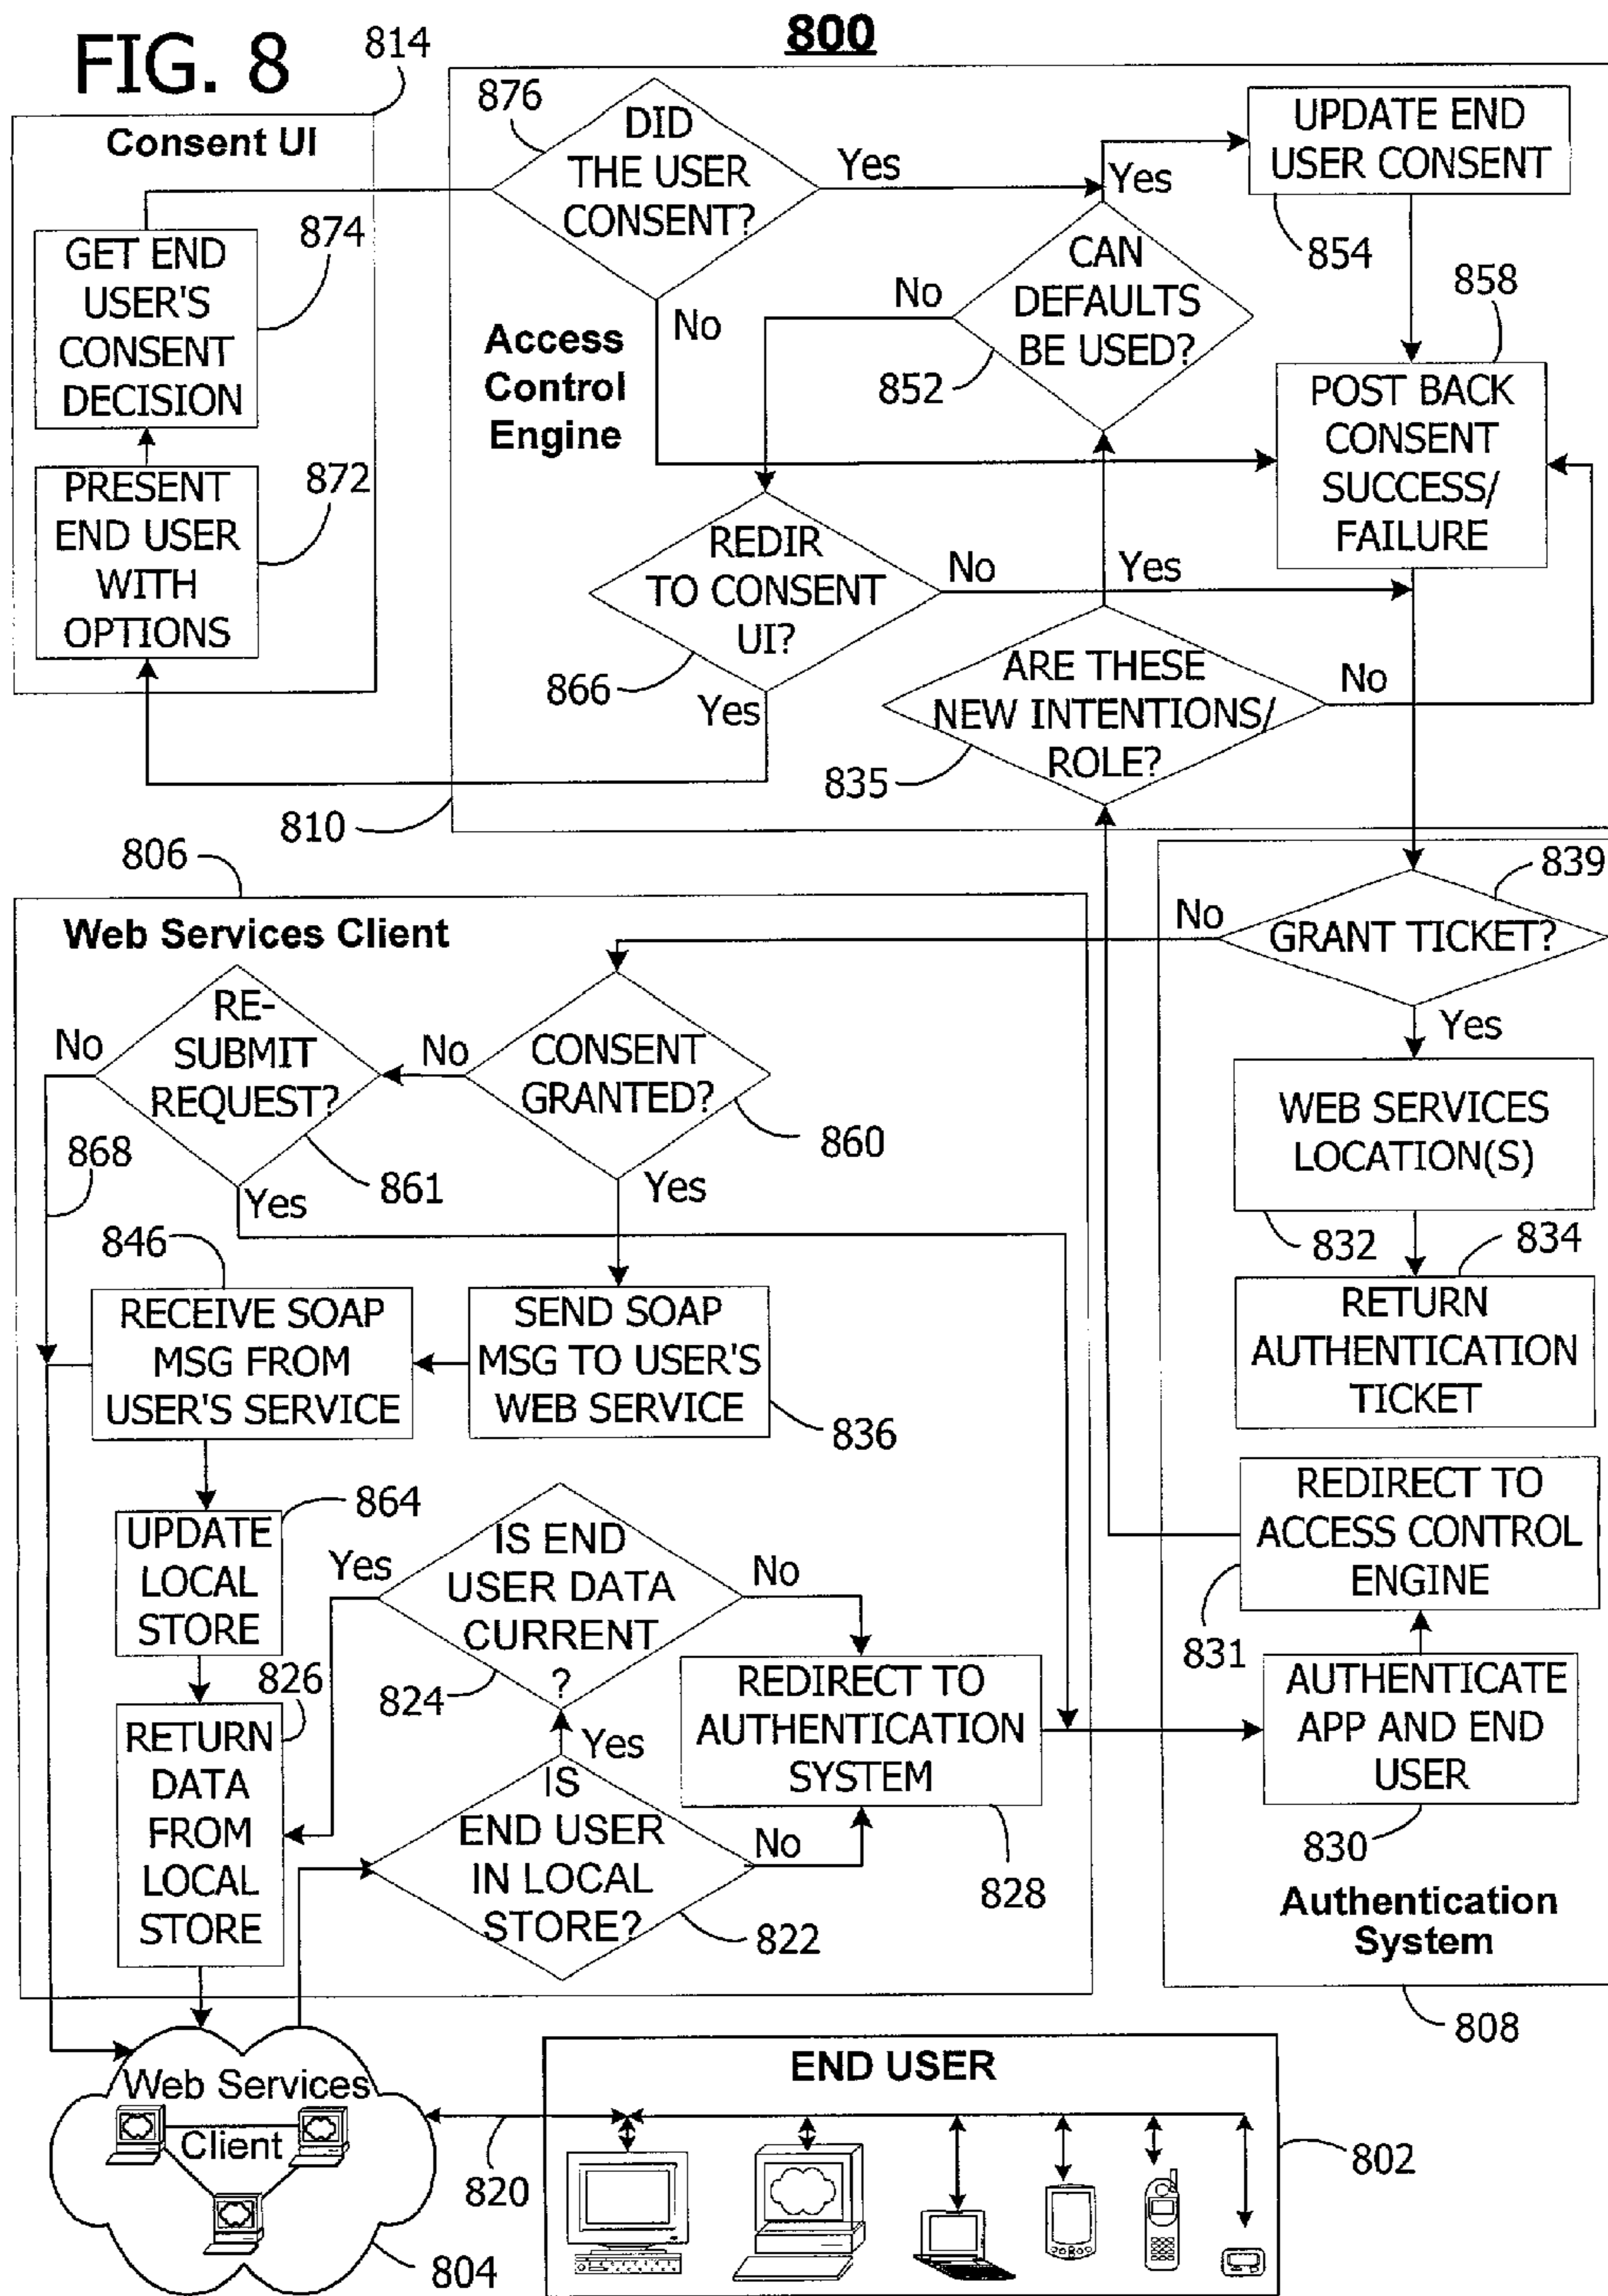 FIG. 8
800
814
Consent UI
GET END
USER'S
CONSENT
DECISION
874
PRESENT
END USER
WITH
OPTIONS
872
876
DID
THE USER
CONSENT?
Yes
No
Access
Control
Engine
Yes
CAN
DEFAULTS
BE USED?
No
852
UPDATE END
USER CONSENT
854
858
POST BACK
CONSENT
SUCCESS/
FAILURE
REDIR
TO CONSENT
UI?
No
866
Yes
Yes
ARE THESE
NEW INTENTIONS/
ROLE?
No
835
810
806
Web Services Client
RE-
SUBMIT
REQUEST?
No
861
Yes
868
No
CONSENT
GRANTED?
860
Yes
846
RECEIVE SOAP
MSG FROM
USER'S SERVICE
SEND SOAP
MSG TO USER'S
WEB SERVICE
836
864
UPDATE
LOCAL
STORE
826
RETURN
DATA
FROM
LOCAL
STORE
Yes
IS END
USER DATA
CURRENT
?
No
824
Yes
IS
END USER
IN LOCAL
STORE?
No
822
REDIRECT TO
AUTHENTICATION
SYSTEM
828
839
No
GRANT TICKET?
Yes
WEB SERVICES
LOCATION(S)
832
834
RETURN
AUTHENTICATION
TICKET
REDIRECT TO
ACCESS CONTROL
ENGINE
831
AUTHENTICATE
APP AND END
USER
830
Authentication
System
808
Web Services
Client
804
820
END USER
802